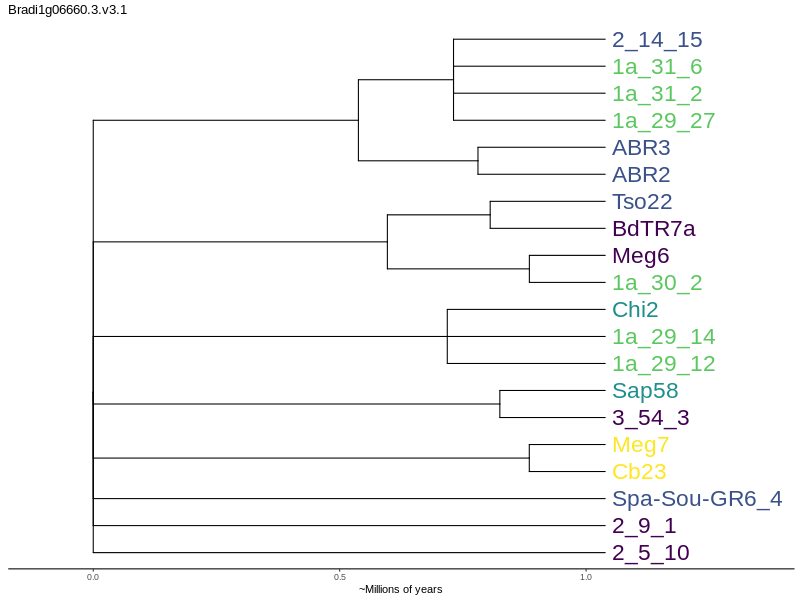 Bradi1g06660.3.v3.1
2_14_15
1a_31_6
1a_31_2
1a_29_27
ABR3
ABR2
Tso22
BdTR7a
Meg6
1a_30_2
Chi2
1a_29_14
1a_29_12
Sap58
3_54_3
Meg7
Cb23
Spa-Sou-GR6_4
2_9_1
2_5_10
0.0 0.5 1.0
~Millions of years